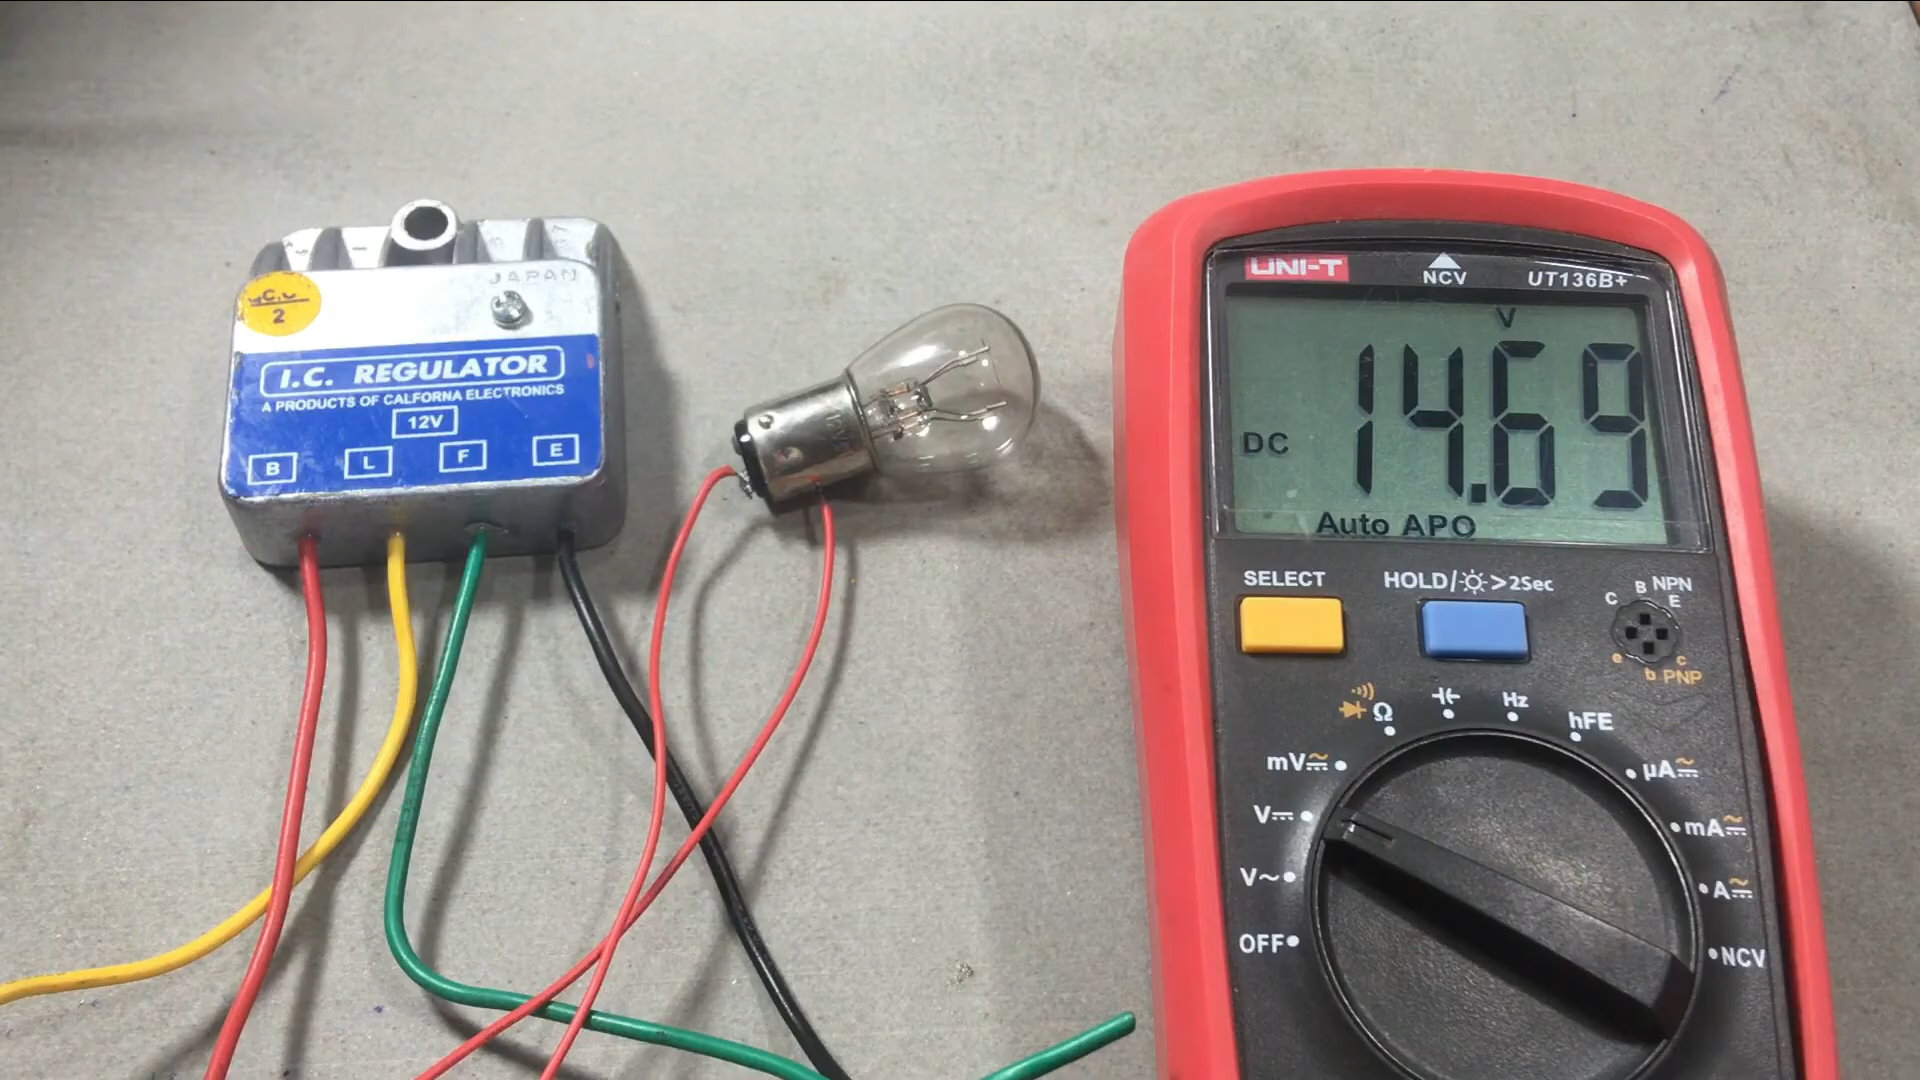 JAPAN
2
I.C. REGULATOR
A PRODUCTS OF CALFORNA ELECTRONICS
12V
B L F E
UNI-T
NCV
UT136B+
V
DC
14.69
Auto APO
SELECT
HOLD/☼>2Sec
B NPN
C E
e c
b PNP
Ω
Hz
hFE
mV
µA
V
mA
V~
A
OFF
NCV